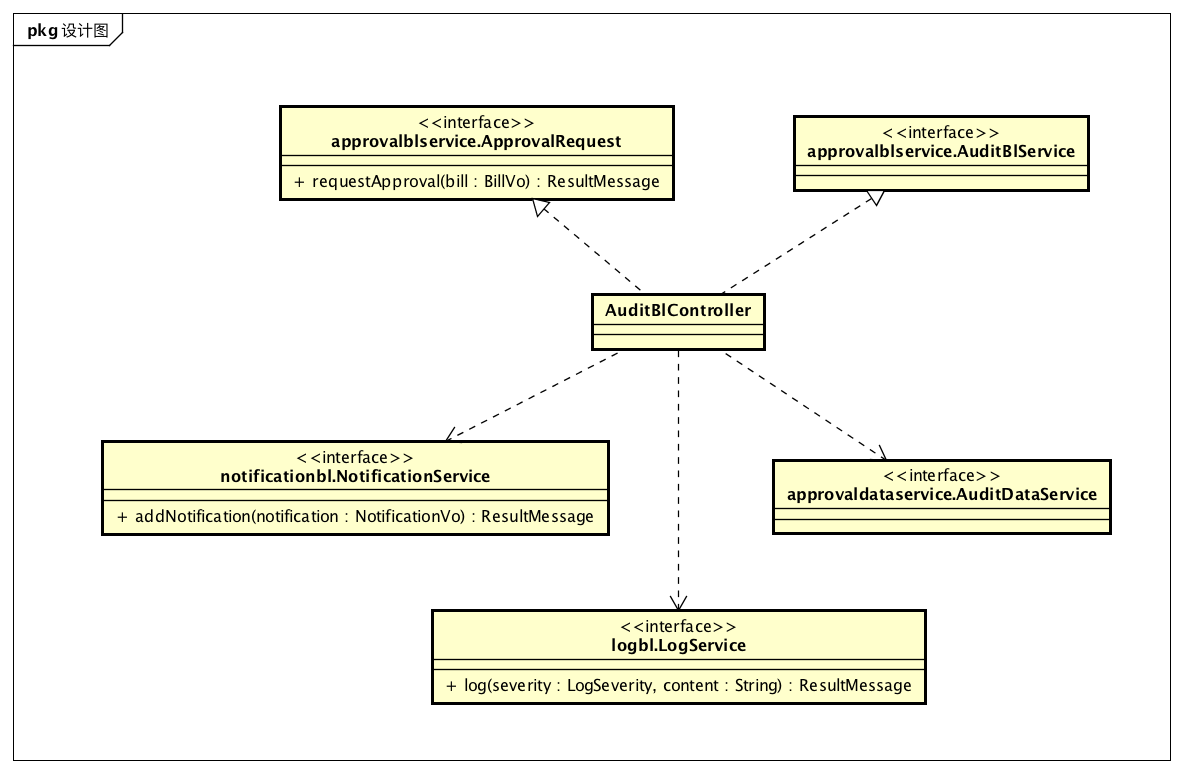 pkg 设计图
<<interface>>
approvalblservice.ApprovalRequest
+ requestApproval(bill : BillVo) : ResultMessage
<<interface>>
approvalblservice.AuditBlService
AuditBlController
<<interface>>
notificationbl.NotificationService
+ addNotification(notification : NotificationVo) : ResultMessage
<<interface>>
approvaldataservice.AuditDataService
<<interface>>
logbl.LogService
+ log(severity : LogSeverity, content : String) : ResultMessage